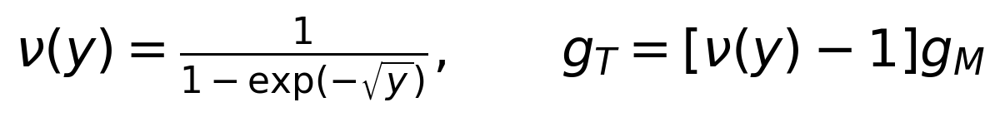 ν(y) = 1 / (1 − exp(−√y)),    g_T = [ν(y) − 1]g_M